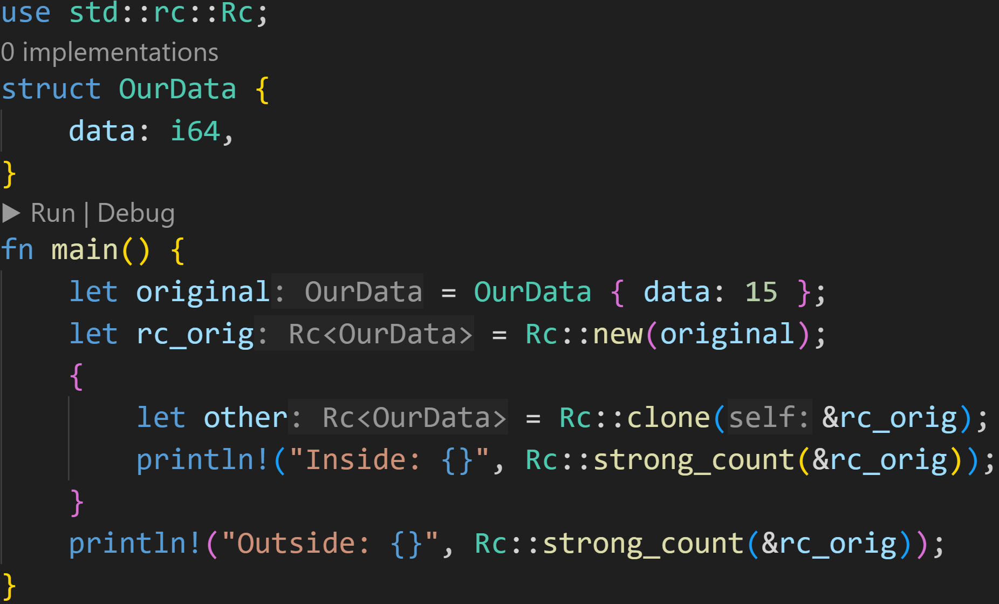 use std::rc::Rc;
0 implementations
struct OurData {
    data: i64,
}
▶ Run | Debug
fn main() {
    let original: OurData = OurData { data: 15 };
    let rc_orig: Rc<OurData> = Rc::new(original);
    {
        let other: Rc<OurData> = Rc::clone(self: &rc_orig);
        println!("Inside: {}", Rc::strong_count(&rc_orig));
    }
    println!("Outside: {}", Rc::strong_count(&rc_orig));
}